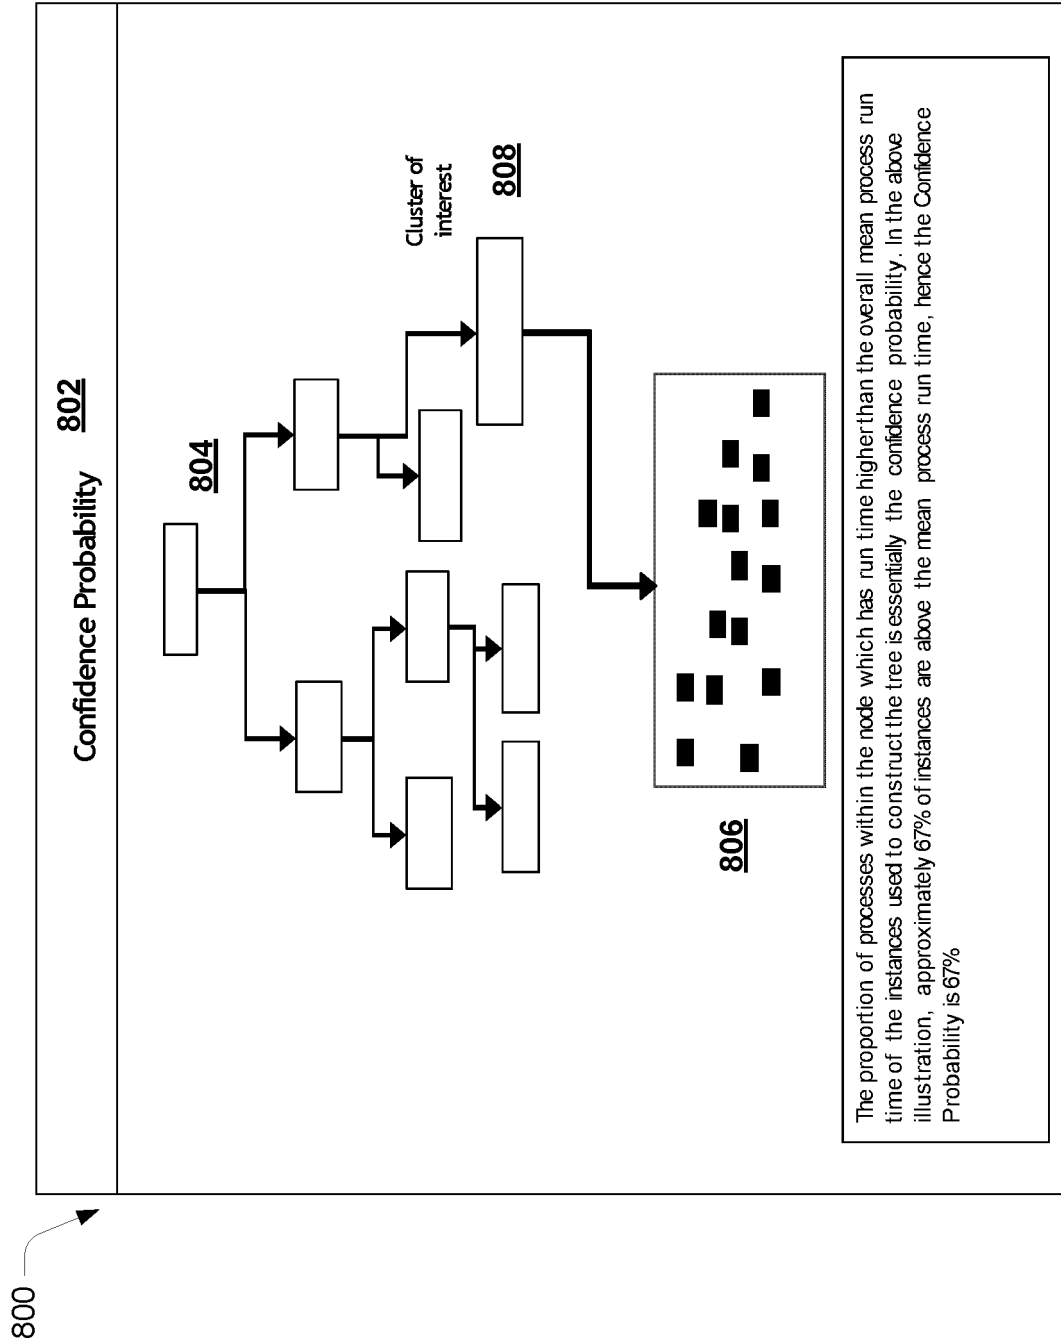 800
Confidence Probability 802
804
Cluster of
interest
808
806
The proportion of processes within the node which has run time higher than the overall mean process run
time of the instances used to construct the tree is essentially the confidence probability. In the above
illustration, approximately 67% of instances are above the mean process run time, hence the Confidence
Probability is 67%